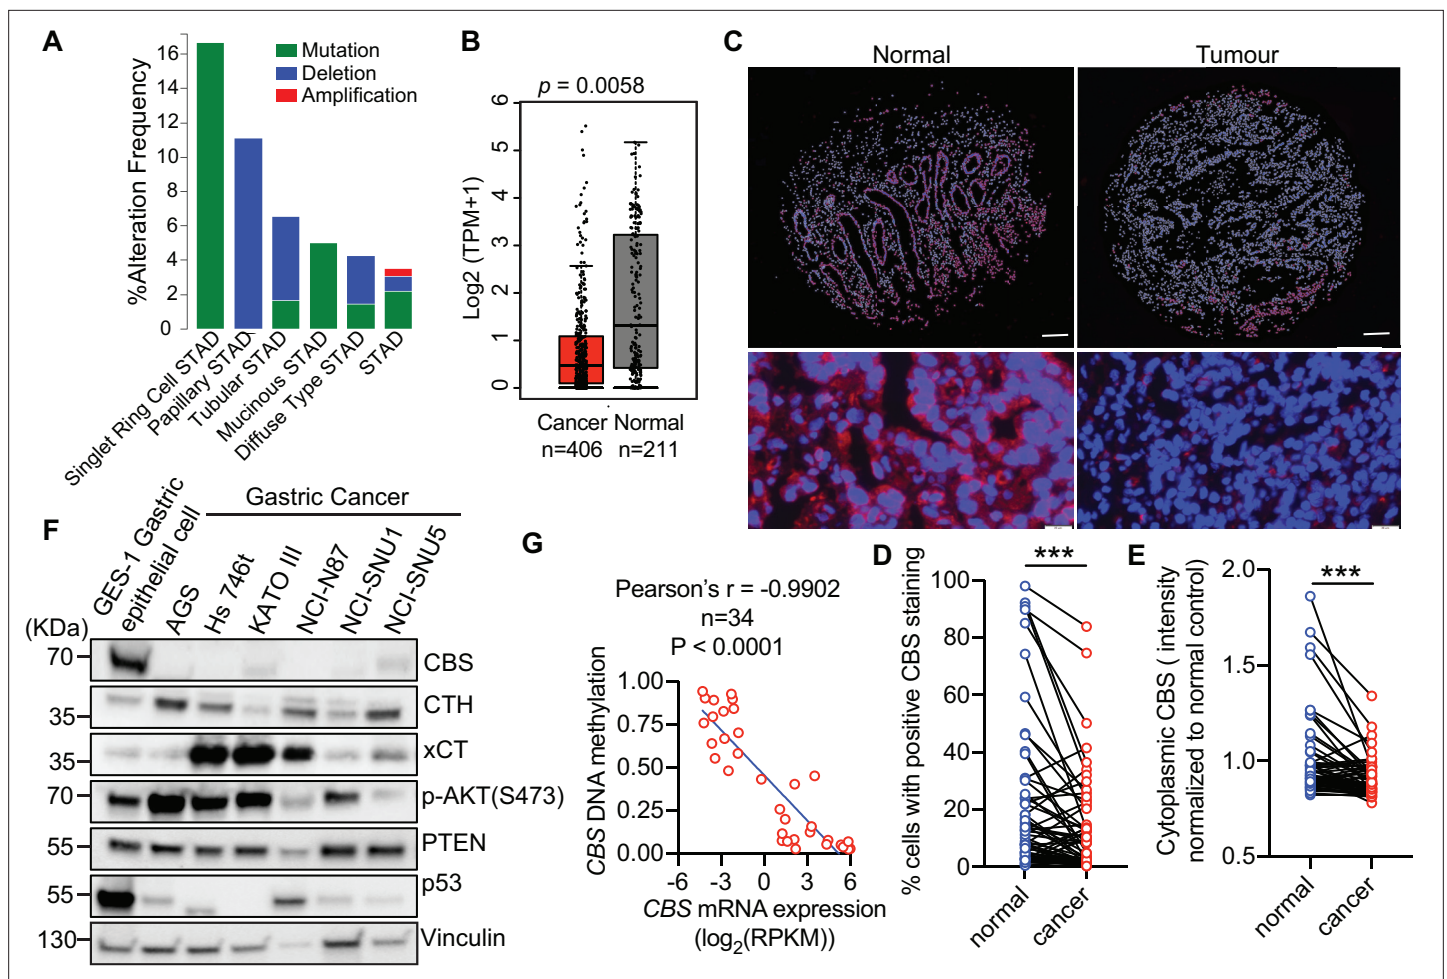 A
%Alteration Frequency
16
14
12
10
8
6
4
2
0
Mutation
Deletion
Amplification
Singlet Ring Cell STAD
Papillary STAD
Tubular STAD
Mucinous STAD
Diffuse Type STAD
STAD
B
p = 0.0058
Log2 (TPM+1)
6
5
4
3
2
1
0
Cancer Normal
n=406 n=211
C
Normal Tumour
F
GES-1 Gastric
epithelial cell
Gastric Cancer
AGS
Hs 746t
KATO III
NCI-N87
NCI-SNU1
NCI-SNU5
(KDa)
70 CBS
35 CTH
35 xCT
70 p-AKT(S473)
55 PTEN
55 p53
130 Vinculin
G
Pearson's r = -0.9902
n=34
P < 0.0001
CBS DNA methylation
1.00
0.75
0.50
0.25
0.00
-6 -3 0 3 6
CBS mRNA expression
(log2(RPKM))
D
% cells with positive CBS staining
***
100
80
60
40
20
0
normal
cancer
E
Cytoplasmic CBS ( intensity
normalized to normal control)
***
2.0
1.5
1.0
0.5
normal
cancer